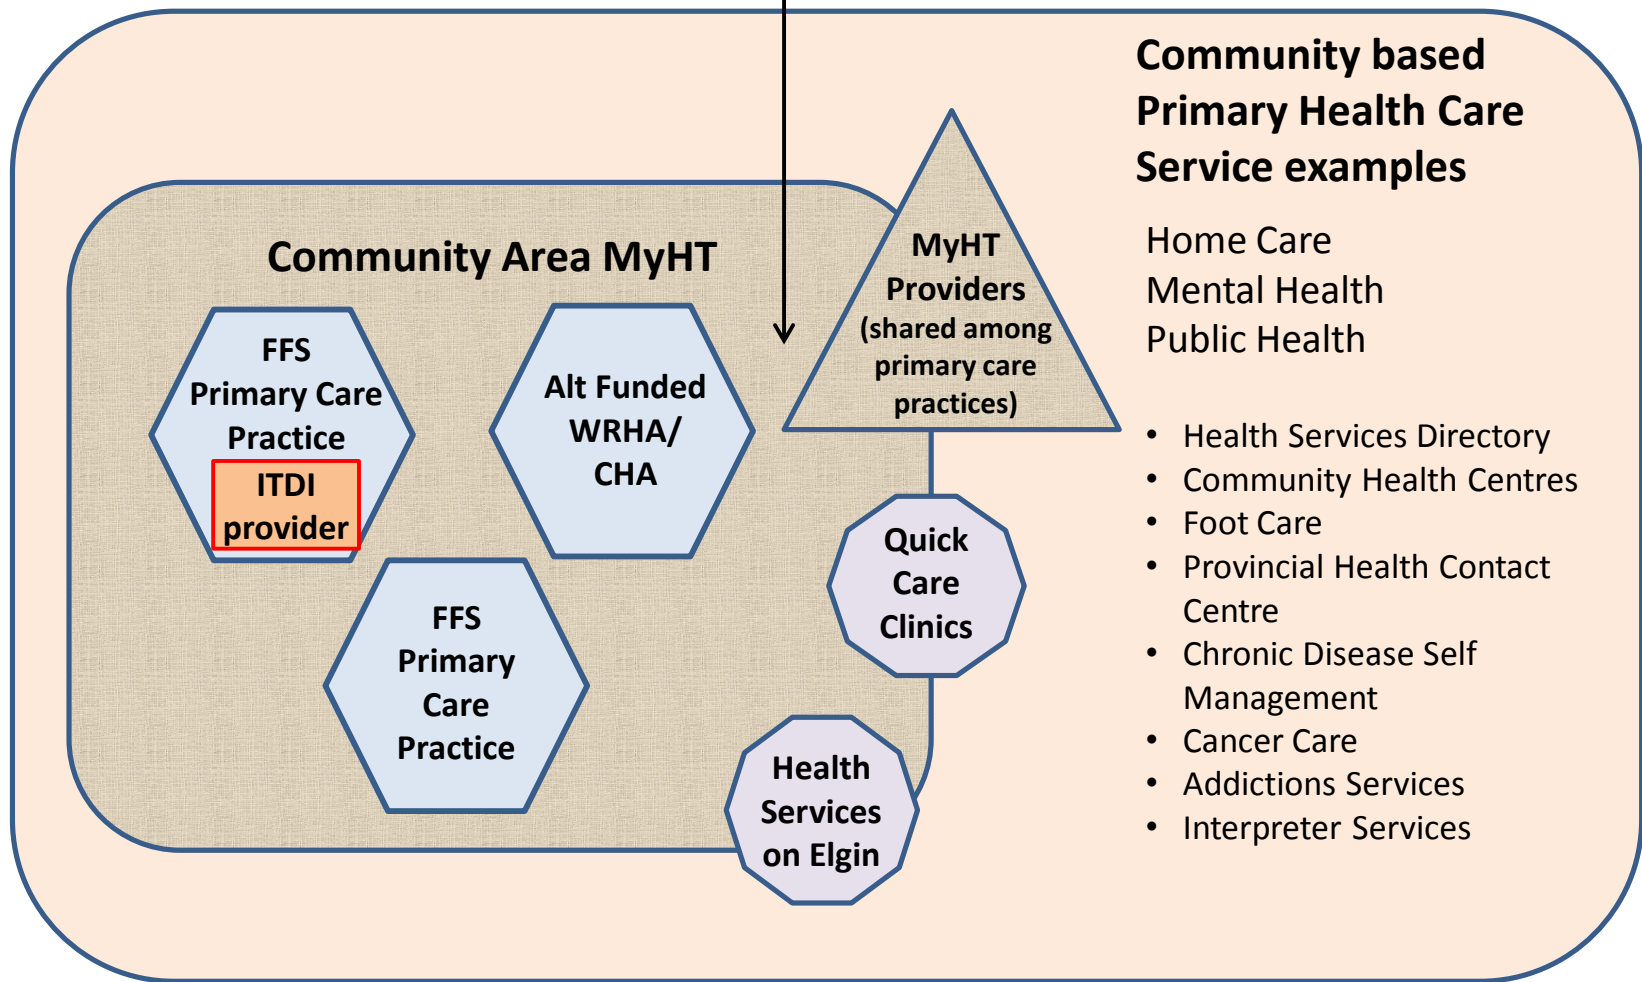 Community based
Primary Health Care
Service examples
Home Care
Mental Health
Public Health
• Health Services Directory
• Community Health Centres
• Foot Care
• Provincial Health Contact
Centre
• Chronic Disease Self
Management
• Cancer Care
• Addictions Services
• Interpreter Services
Community Area MyHT
MyHT
Providers
(shared among
primary care
practices)
FFS
Primary Care
Practice
ITDI
provider
Alt Funded
WRHA/
CHA
FFS
Primary
Care
Practice
Quick
Care
Clinics
Health
Services
on Elgin